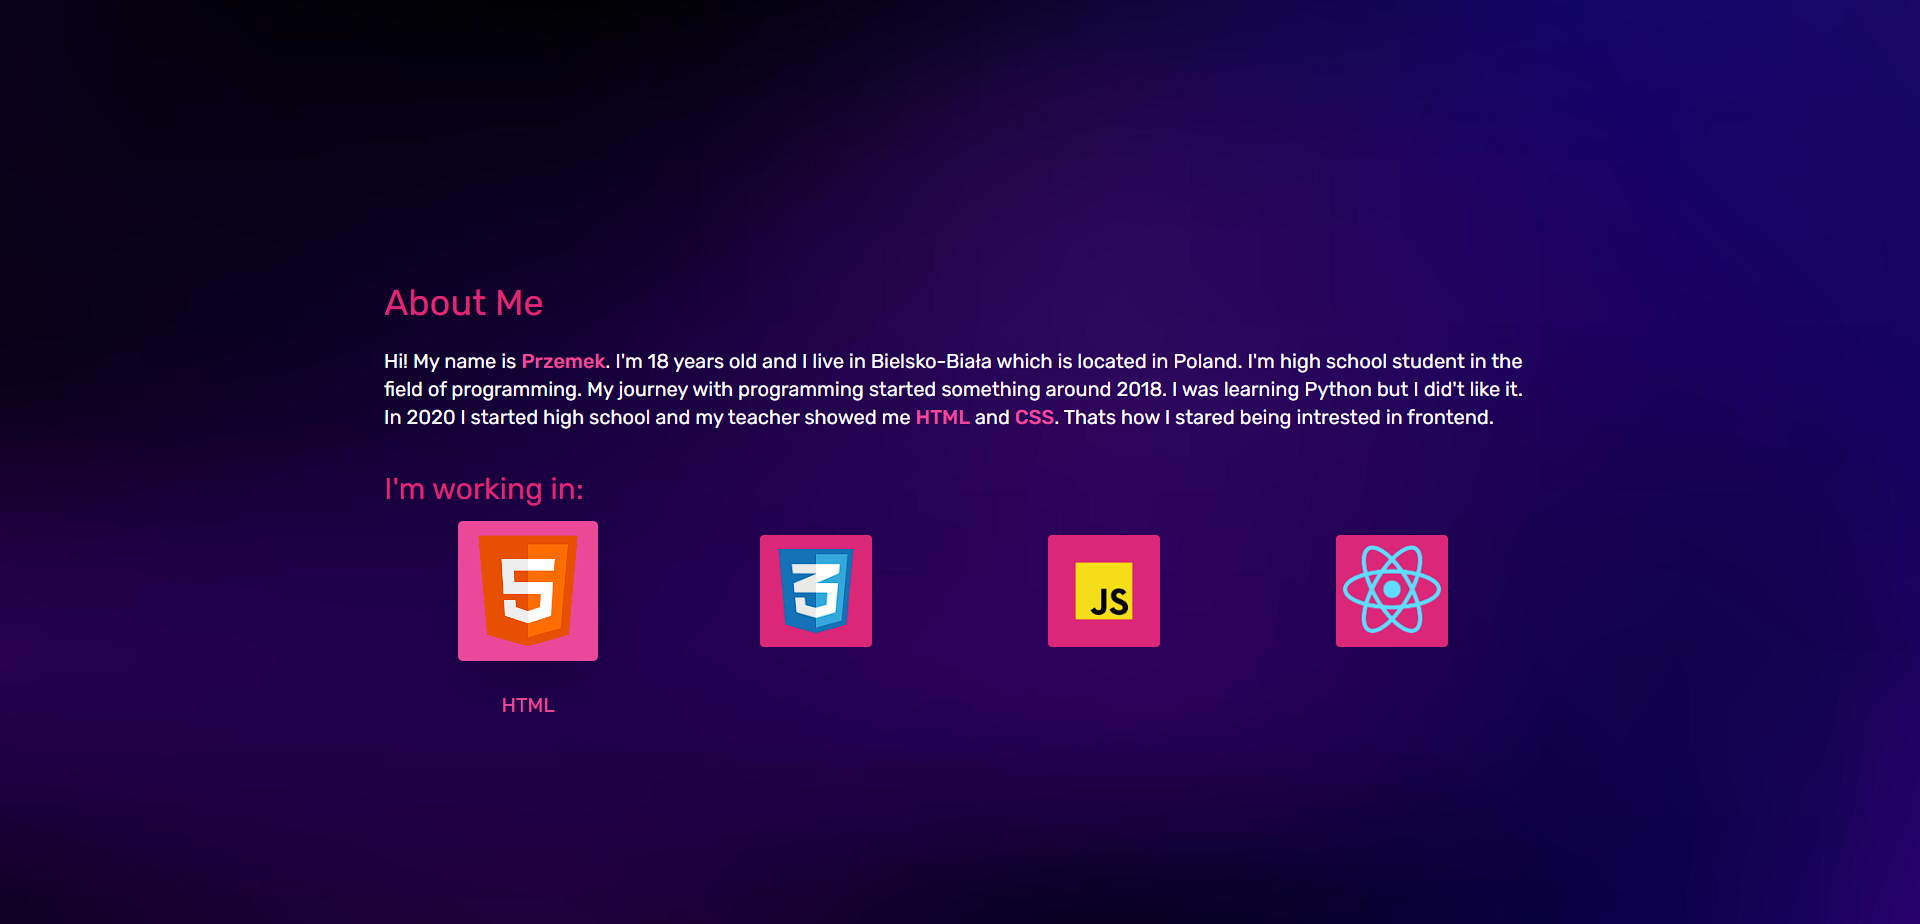 About Me
Hi! My name is Przemek. I'm 18 years old and I live in Bielsko-Biała which is located in Poland. I'm high school student in the
field of programming. My journey with programming started something around 2018. I was learning Python but I did't like it.
In 2020 I started high school and my teacher showed me HTML and CSS. Thats how I stared being intrested in frontend.
I'm working in:
5
3
JS
HTML